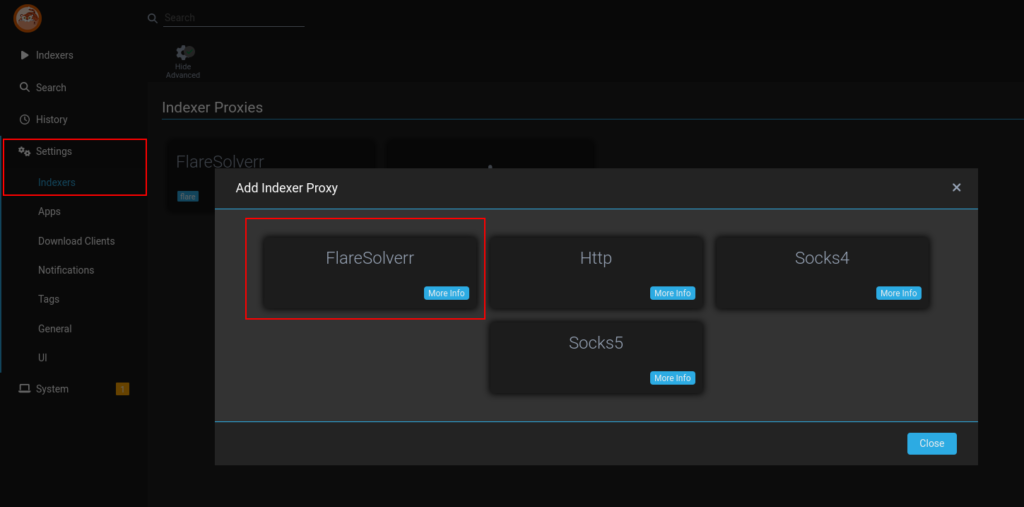 Search
Indexers
Search
History
Settings
Indexers
Apps
Download Clients
Notifications
Tags
General
UI
System
1
Hide
Advanced
Indexer Proxies
FlareSolverr
flare
Add Indexer Proxy
×
FlareSolverr
More Info
Http
More Info
Socks4
More Info
Socks5
More Info
Close